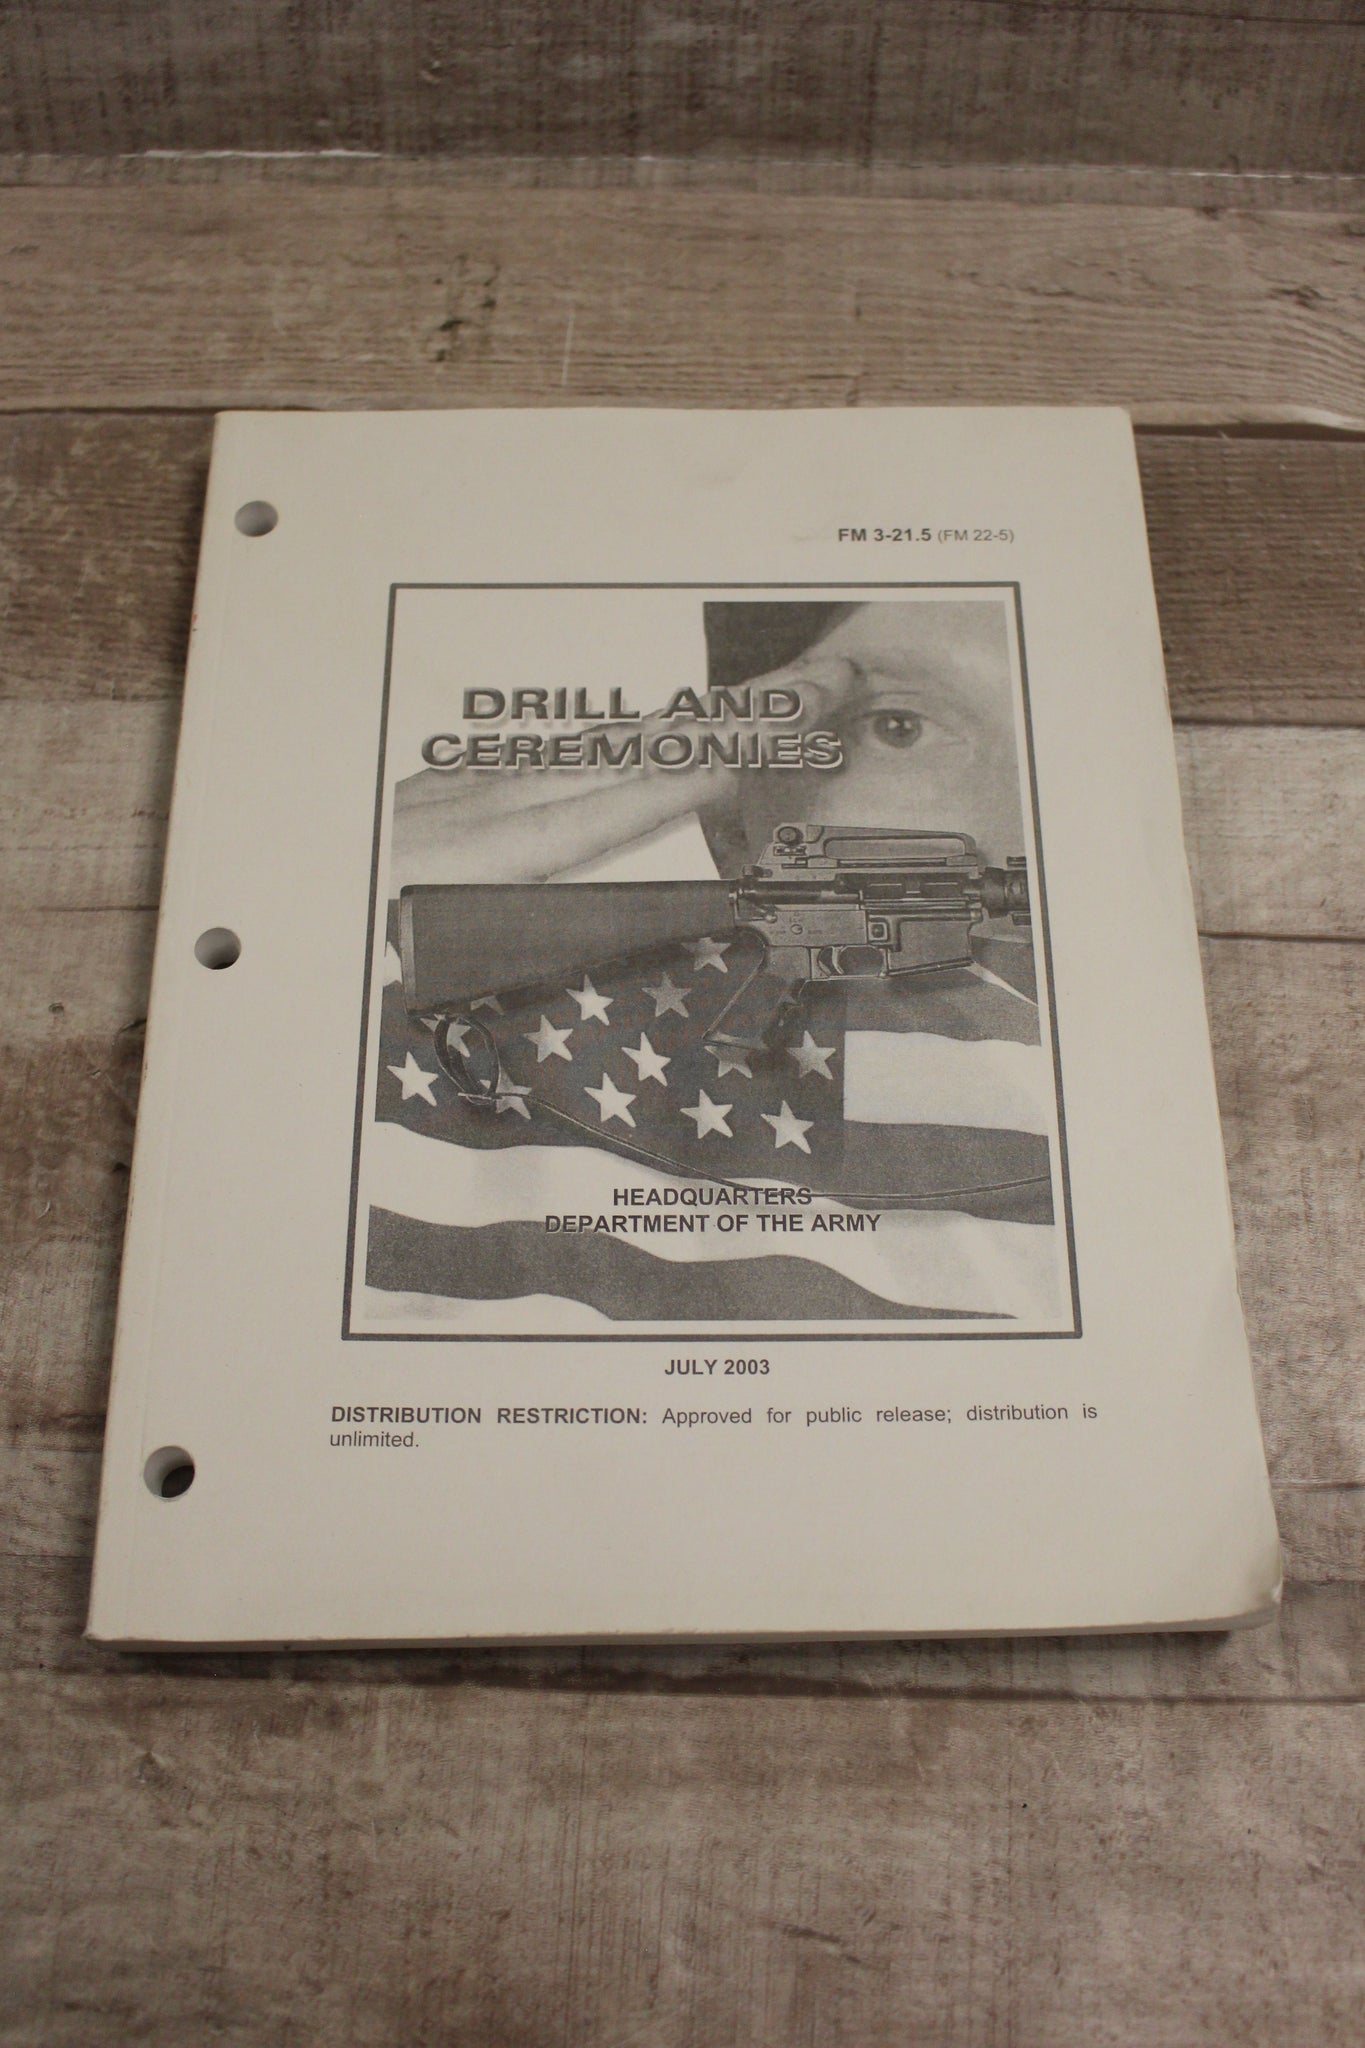 FM 3-21.5 (FM 22-5)
DRILL AND
CEREMONIES
HEADQUARTERS
DEPARTMENT OF THE ARMY
JULY 2003
DISTRIBUTION RESTRICTION: Approved for public release; distribution is
unlimited.